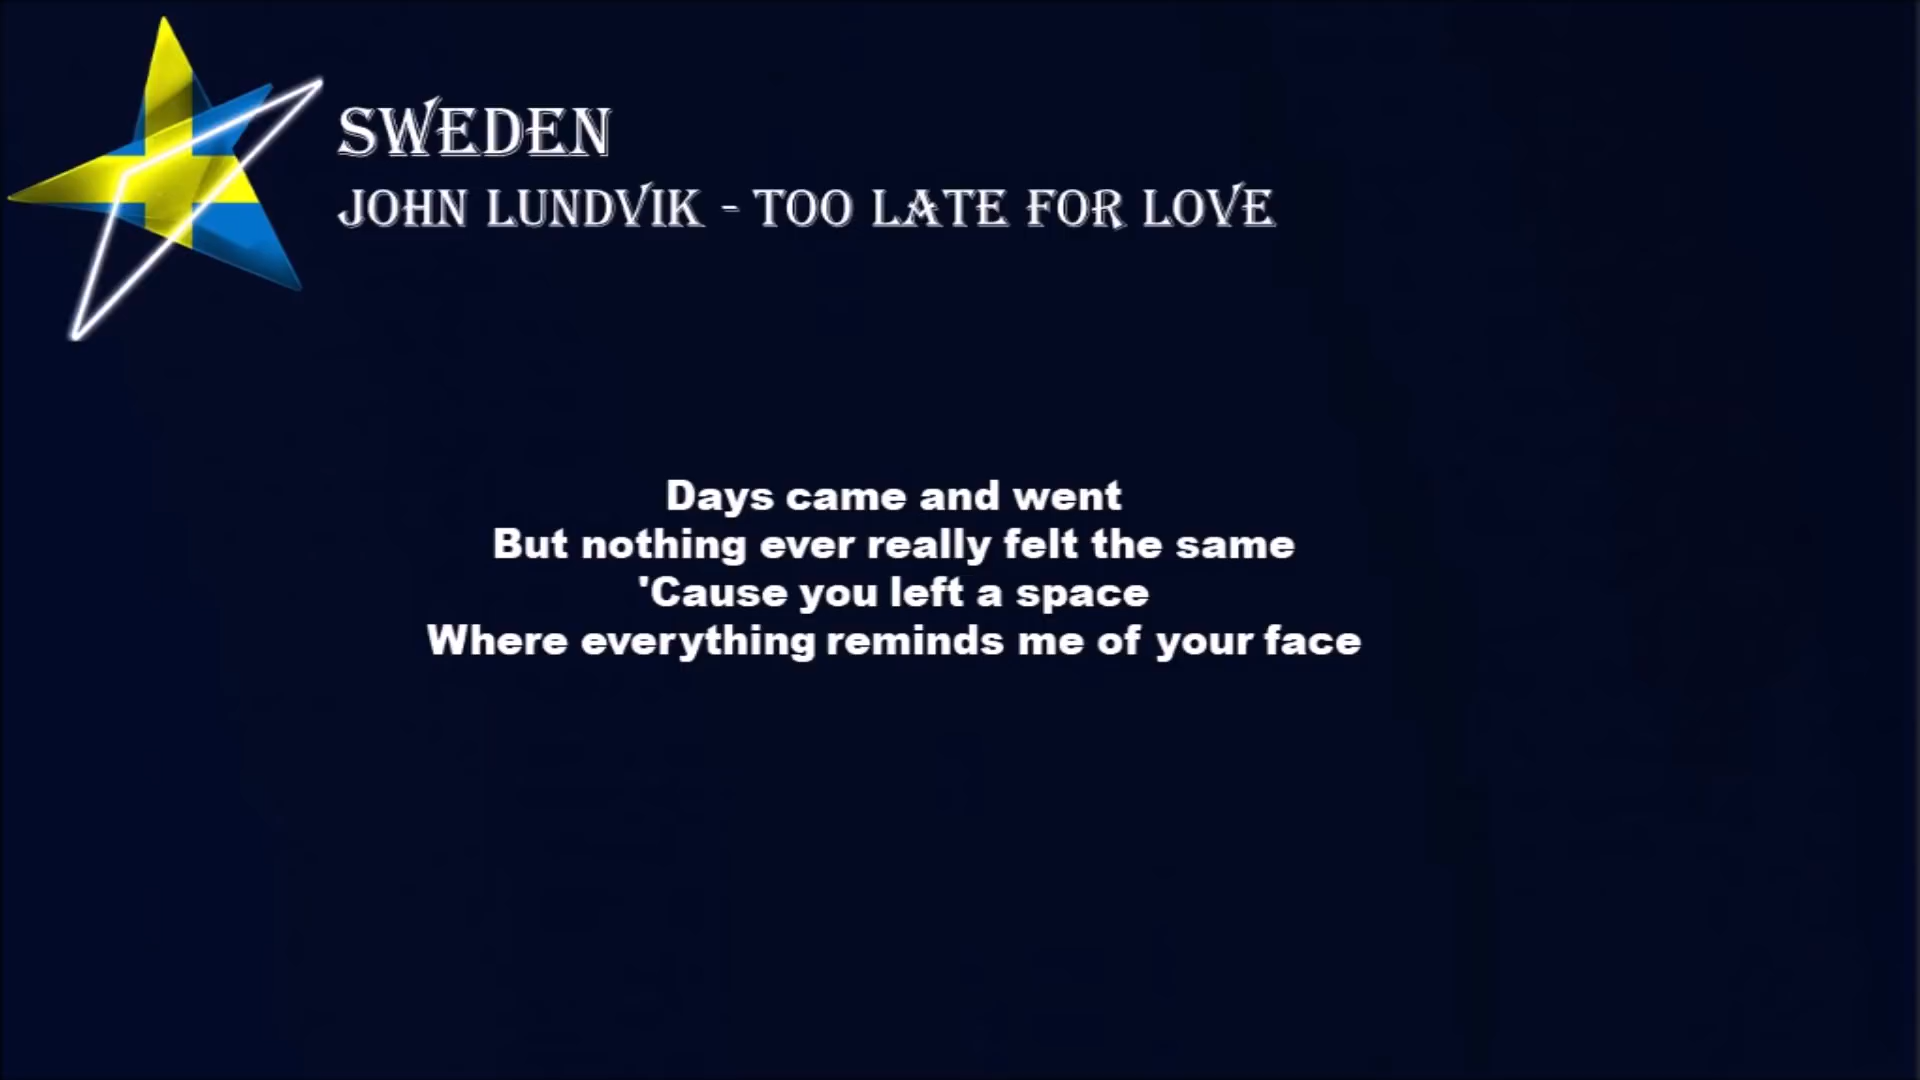 SWEDEN
JOHN LUNDVIK - TOO LATE FOR LOVE
Days came and went
But nothing ever really felt the same
'Cause you left a space
Where everything reminds me of your face